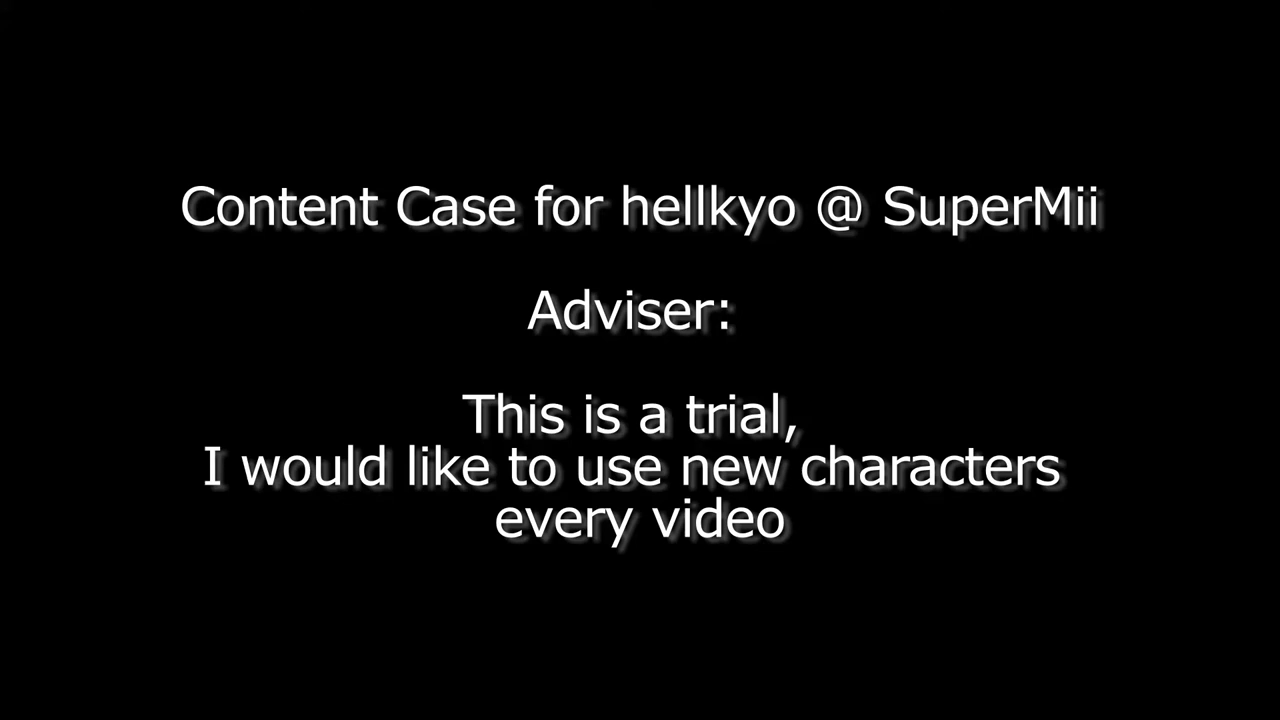 Content Case for hellkyo @ SuperMii
Adviser:
This is a trial,
I would like to use new characters
every video